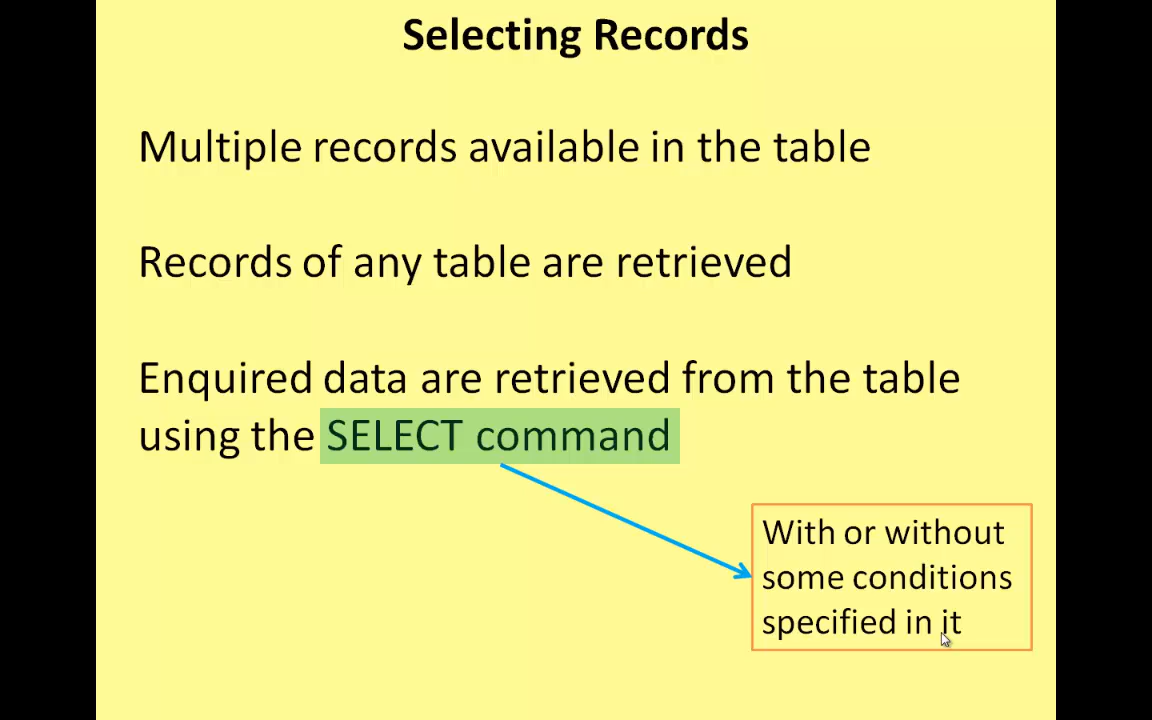 Selecting Records
Multiple records available in the table
Records of any table are retrieved
Enquired data are retrieved from the table
using the SELECT command
With or without
some conditions
specified in it